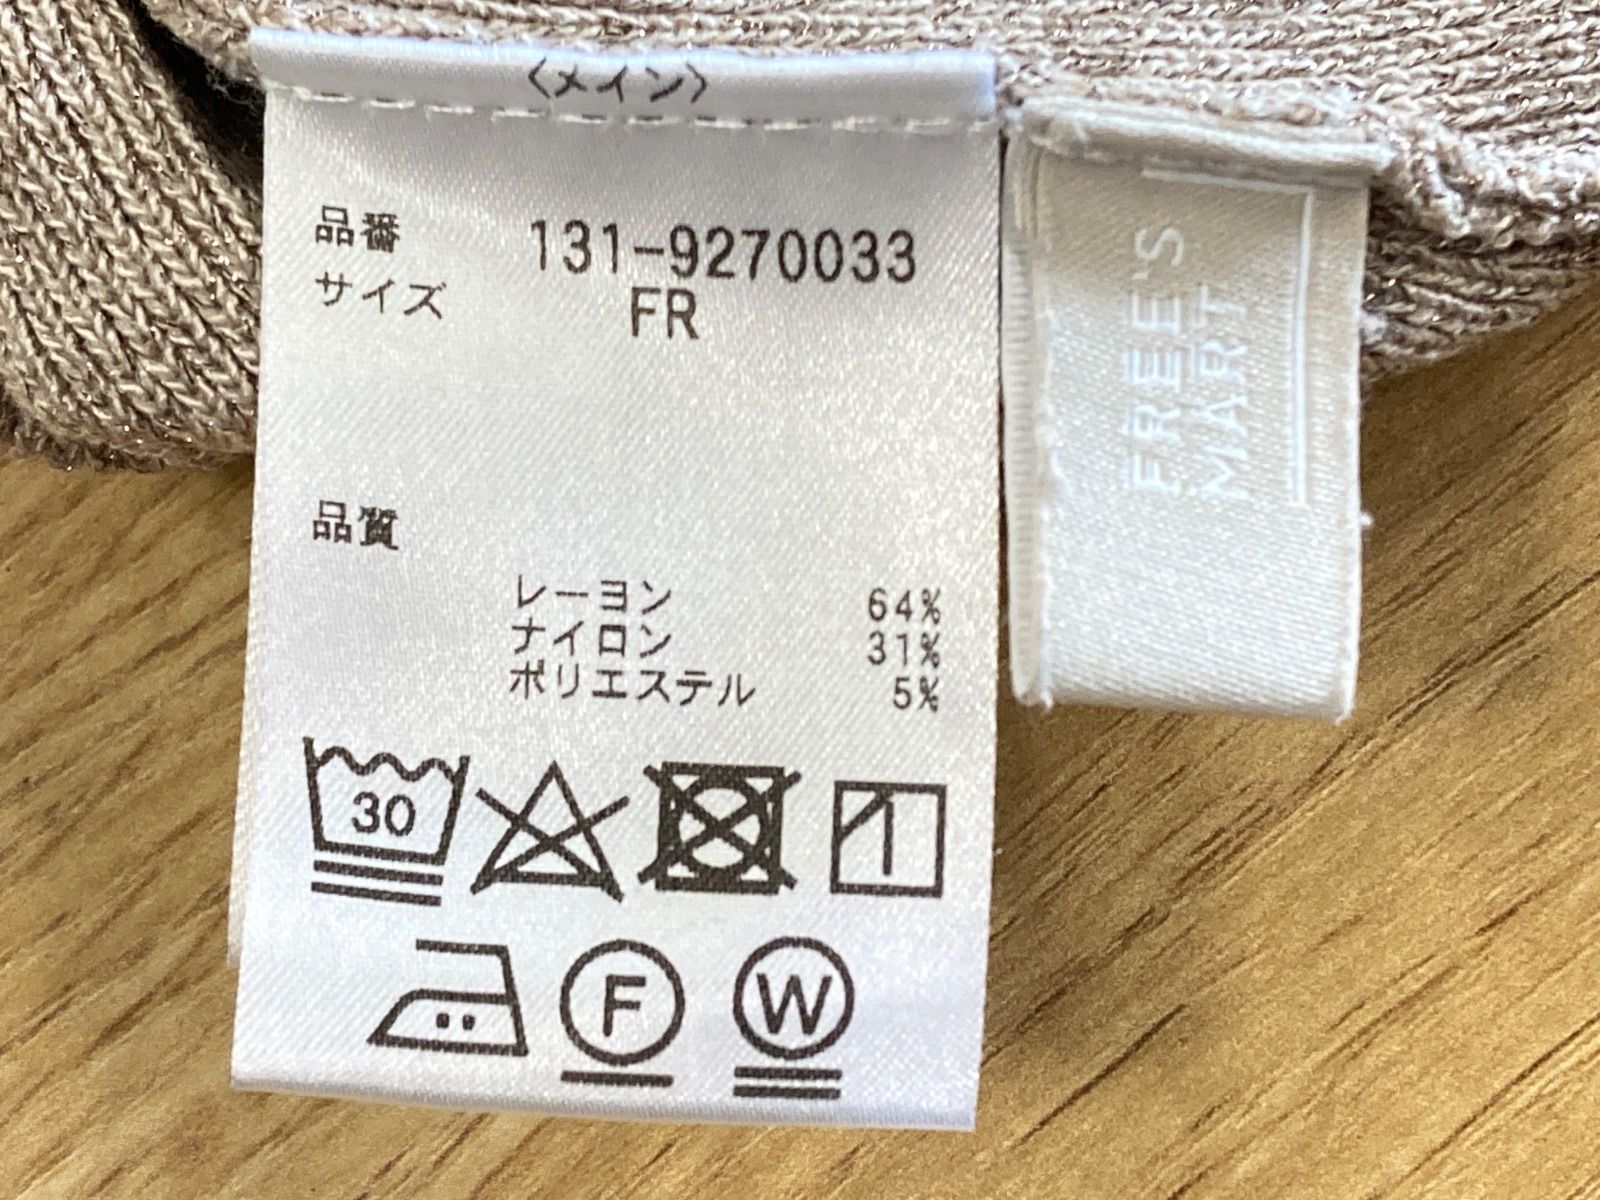 〈メイン〉
品番 131-9270033
サイズ FR
品質
レーヨン 64%
ナイロン 31%
ポリエステル 5%
30
F
W
FREE'S
MART